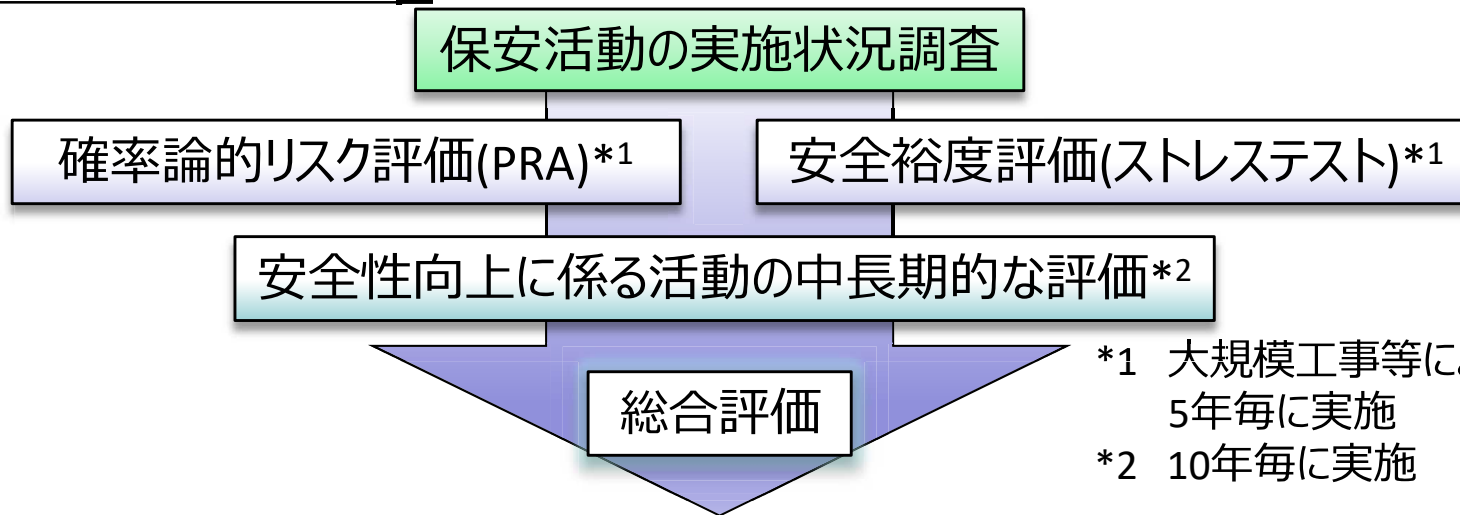 保安活動の実施状況調査
確率論的リスク評価(PRA)*1
安全裕度評価(ストレステスト)*1
安全性向上に係る活動の中長期的な評価*2
総合評価
*1 大規模工事等に
5年毎に実施
*2 10年毎に実施